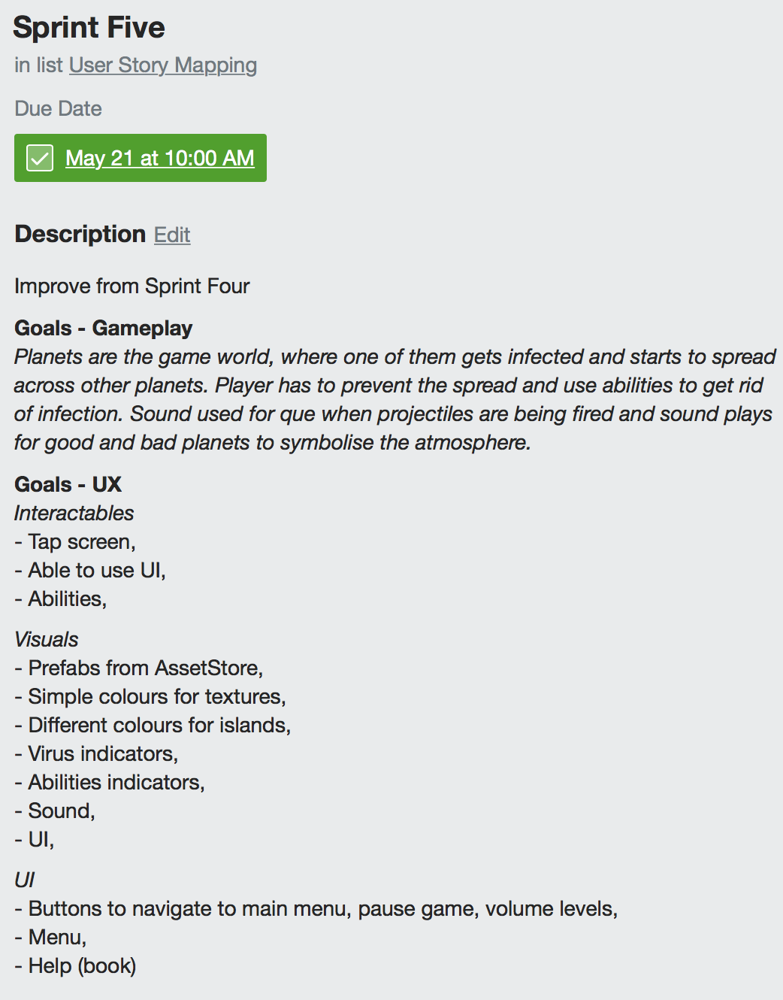 Sprint Five
in list User Story Mapping
Due Date
May 21 at 10:00 AM
Description Edit
Improve from Sprint Four
Goals - Gameplay
Planets are the game world, where one of them gets infected and starts to spread
across other planets. Player has to prevent the spread and use abilities to get rid
of infection. Sound used for que when projectiles are being fired and sound plays
for good and bad planets to symbolise the atmosphere.
Goals - UX
Interactables
- Tap screen,
- Able to use UI,
- Abilities,
Visuals
- Prefabs from AssetStore,
- Simple colours for textures,
- Different colours for islands,
- Virus indicators,
- Abilities indicators,
- Sound,
- UI,
UI
- Buttons to navigate to main menu, pause game, volume levels,
- Menu,
- Help (book)